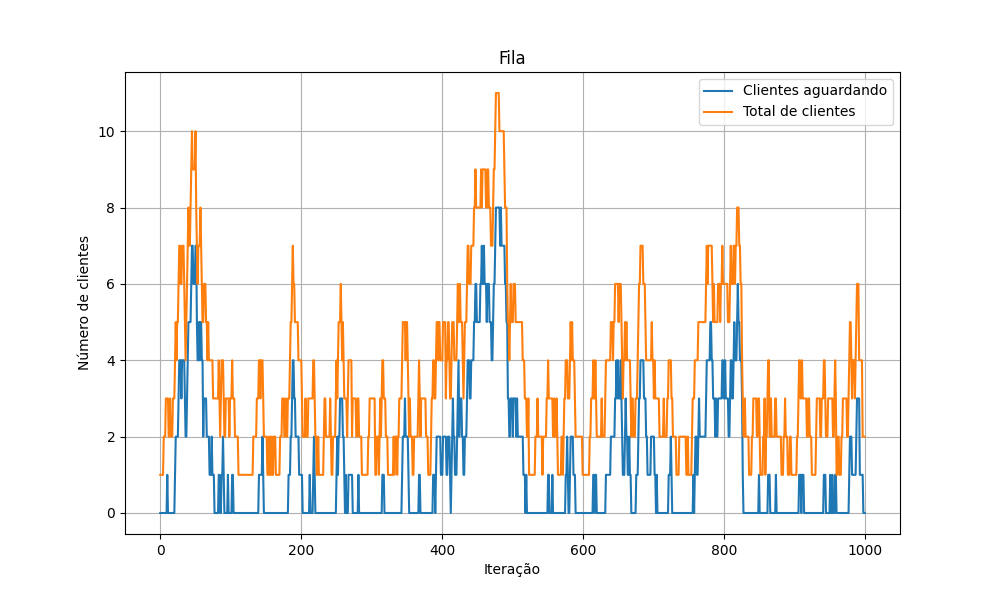 Fila
Clientes aguardando
Total de clientes
Número de clientes
10
8
6
4
2
0
0 200 400 600 800 1000
Iteração